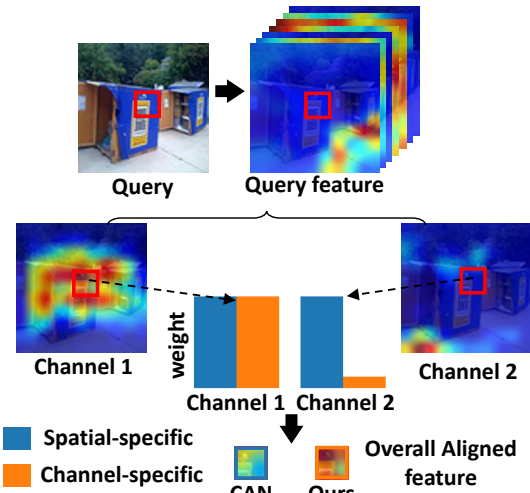 Query
Query feature
Channel 1
Channel 2
weight
Channel 1
Channel 2
Spatial-specific
Channel-specific
Overall Aligned
feature
CAN
Ours